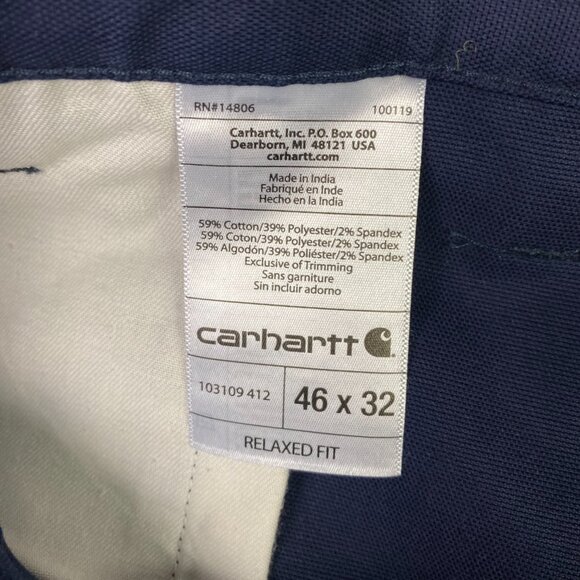 RN#14806 100119
Carhartt, Inc. P.O. Box 600
Dearborn, MI 48121 USA
carhartt.com
Made in India
Fabriqué en Inde
Hecho en la India
59% Cotton/39% Polyester/2% Spandex
59% Coton/39% Polyester/2% Spandex
59% Algodón/39% Poliéster/2% Spandex
Exclusive of Trimming
Sans garniture
Sin incluir adorno
carhartt
103109 412 46 x 32
RELAXED FIT